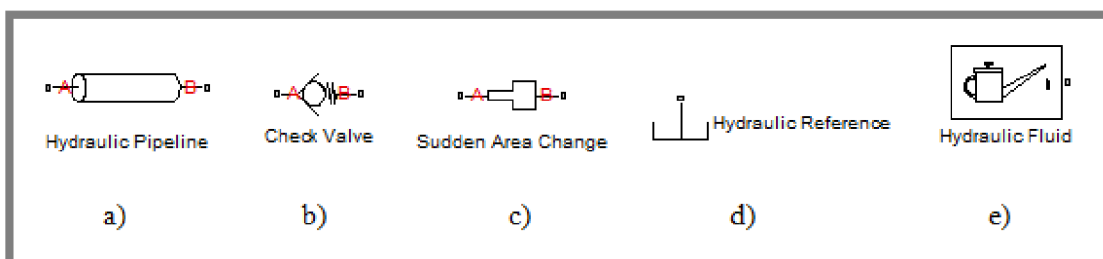 A B
A B
A B
Hydraulic Pipeline
Check Valve
Sudden Area Change
Hydraulic Reference
Hydraulic Fluid
a)
b)
c)
d)
e)